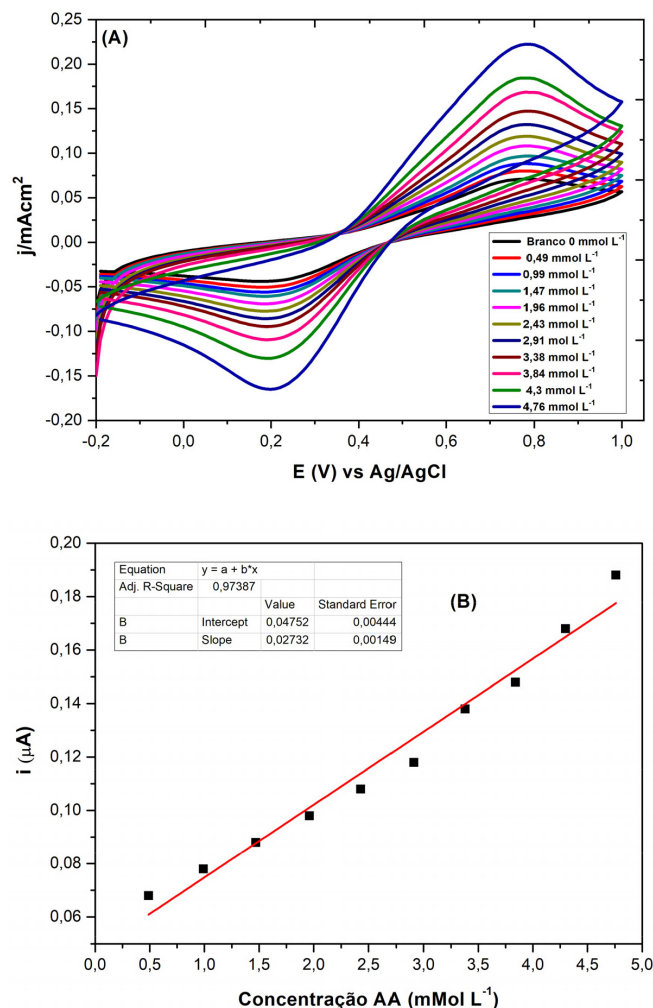 (A)
0,25
0,20
0,15
0,10
0,05
0,00
-0,05
-0,10
-0,15
-0,20
j/mAcm²
-0,2 0,0 0,2 0,4 0,6 0,8 1,0
E (V) vs Ag/AgCl
Branco 0 mmol L⁻¹
0,49 mmol L⁻¹
0,99 mmol L⁻¹
1,47 mmol L⁻¹
1,96 mmol L⁻¹
2,43 mmol L⁻¹
2,91 mol L⁻¹
3,38 mmol L⁻¹
3,84 mmol L⁻¹
4,3 mmol L⁻¹
4,76 mmol L⁻¹
0,20
0,18
0,16
0,14
0,12
0,10
0,08
0,06
i (μA)
Equation y = a + b*x
Adj. R-Square 0,97387
Value Standard Error
B Intercept 0,04752 0,00444
B Slope 0,02732 0,00149
(B)
0,0 0,5 1,0 1,5 2,0 2,5 3,0 3,5 4,0 4,5 5,0
Concentração AA (mMol L⁻¹)